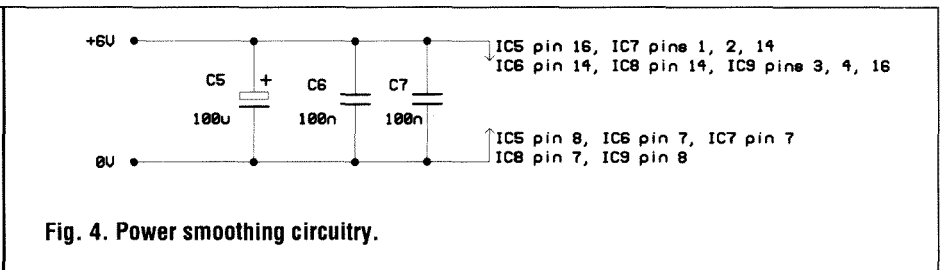 +6V
IC5 pin 16, IC7 pins 1, 2, 14
IC6 pin 14, IC8 pin 14, IC9 pins 3, 4, 16
C5
+
C6
C7
100u
100n
100n
IC5 pin 8, IC6 pin 7, IC7 pin 7
IC8 pin 7, IC9 pin 8
0V
Fig. 4. Power smoothing circuitry.